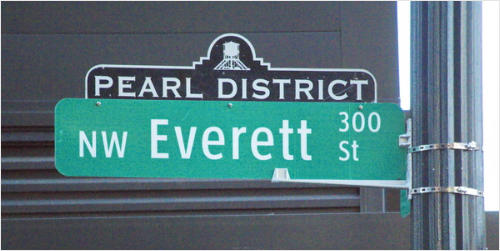 PEARL DISTRICT
NW Everett 300 St